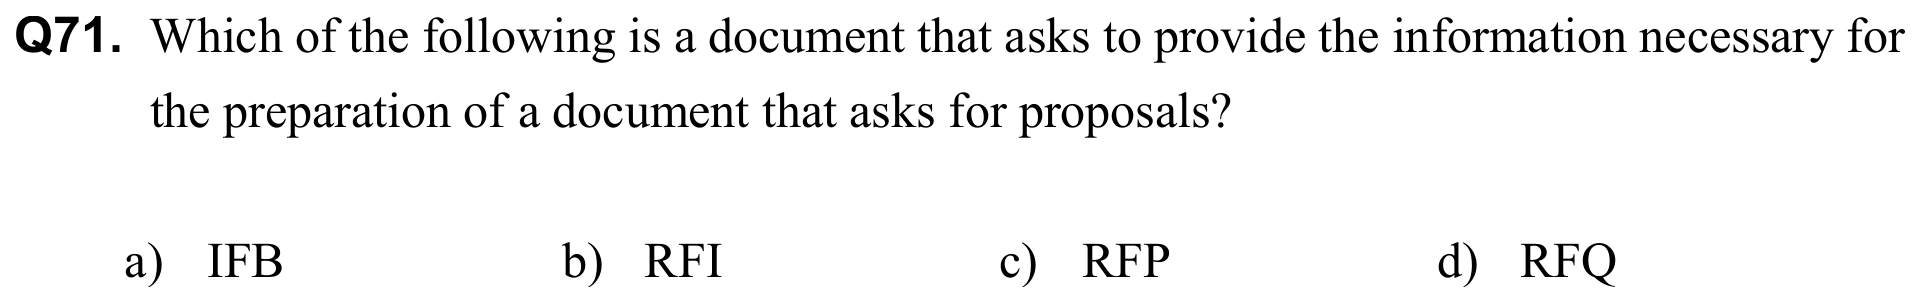 Q71. Which of the following is a document that asks to provide the information necessary for
the preparation of a document that asks for proposals?
a) IFB b) RFI c) RFP d) RFQ